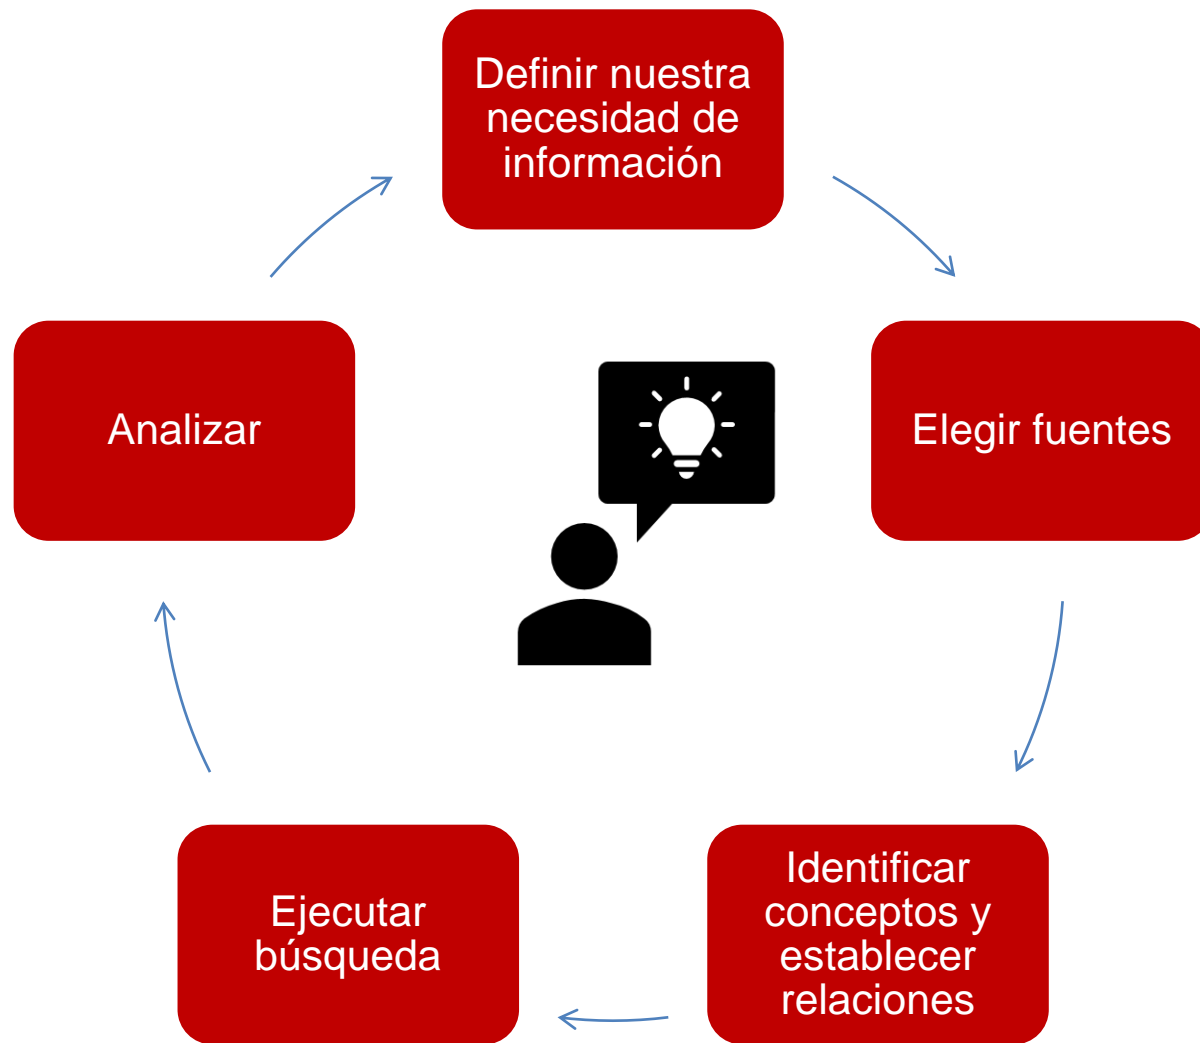 Definir nuestra
necesidad de
información
Elegir fuentes
Identificar
conceptos y
establecer
relaciones
Ejecutar
búsqueda
Analizar